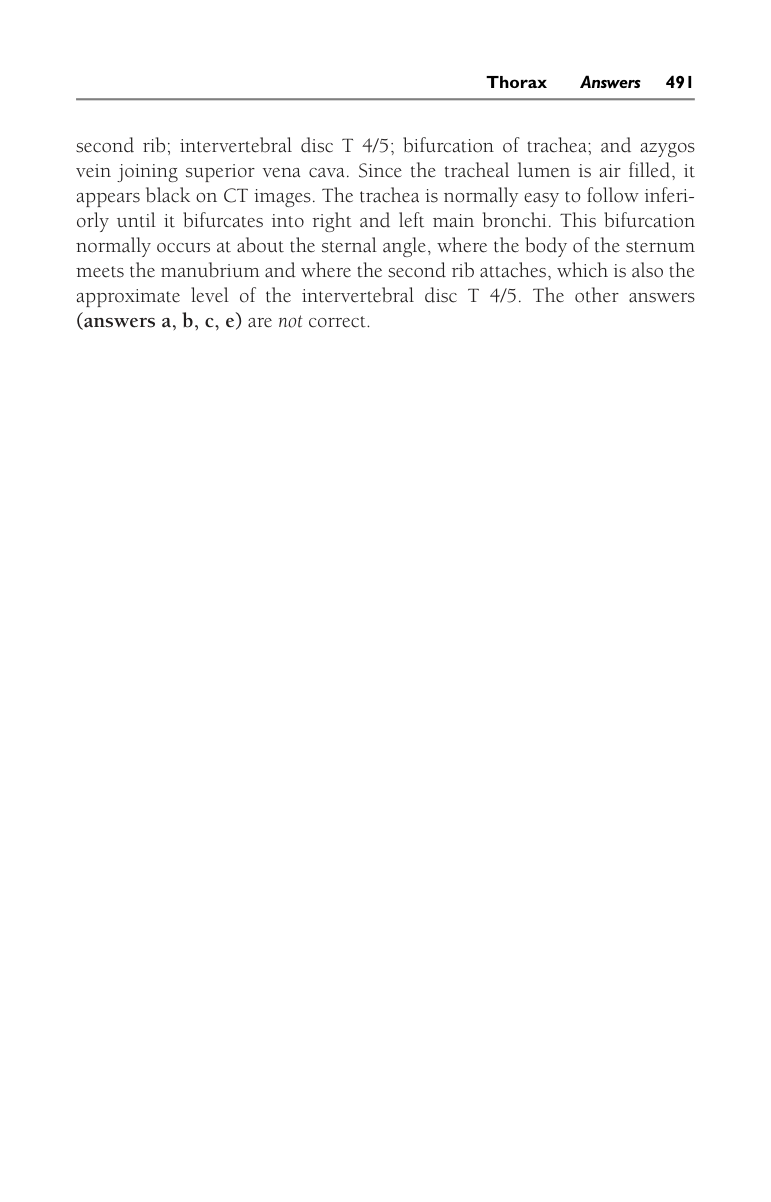 Thorax Answers 491
second rib; intervertebral disc T 4/5; bifurcation of trachea; and azygos
vein joining superior vena cava. Since the tracheal lumen is air filled, it
appears black on CT images. The trachea is normally easy to follow inferi-
orly until it bifurcates into right and left main bronchi. This bifurcation
normally occurs at about the sternal angle, where the body of the sternum
meets the manubrium and where the second rib attaches, which is also the
approximate level of the intervertebral disc T 4/5. The other answers
(answers a, b, c, e) are not correct.